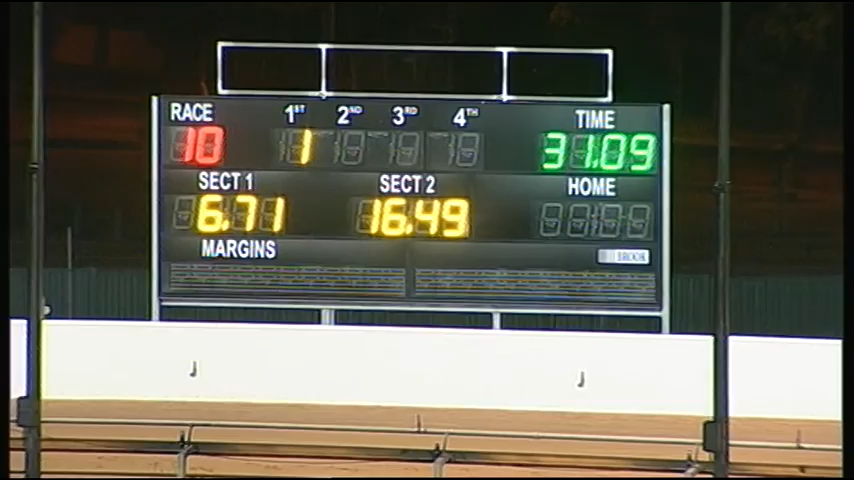 RACE 1ST 2ND 3RD 4TH TIME
10 1 31.09
SECT 1 SECT 2 HOME
6.71 16.49
MARGINS